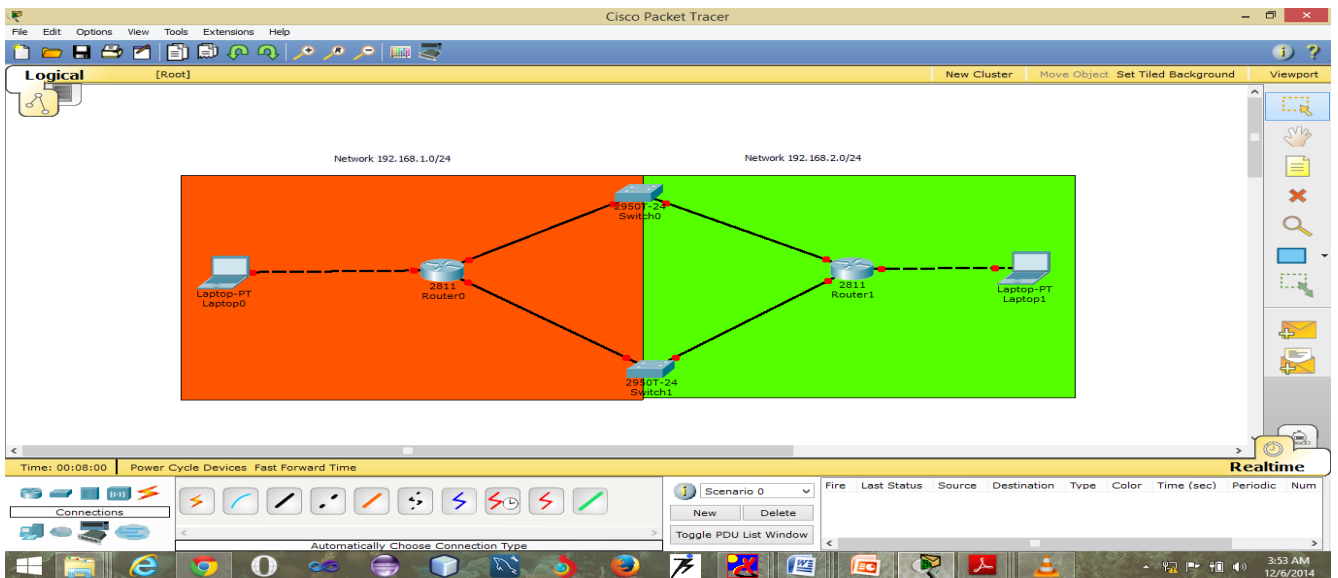 Cisco Packet Tracer
File Edit Options View Tools Extensions Help
Logical [Root] New Cluster Move Object Set Tiled Background Viewport
Network 192.168.1.0/24 Network 192.168.2.0/24
2950T-24
Switch0
Laptop-PT
Laptop0
2811
Router0
2811
Router1
Laptop-PT
Laptop1
2950T-24
Switch1
Time: 00:08:00 Power Cycle Devices Fast Forward Time Realtime
Connections
Automatically Choose Connection Type
Scenario 0
New Delete
Toggle PDU List Window
Fire Last Status Source Destination Type Color Time (sec) Periodic Num
3:53 AM
12/6/2014